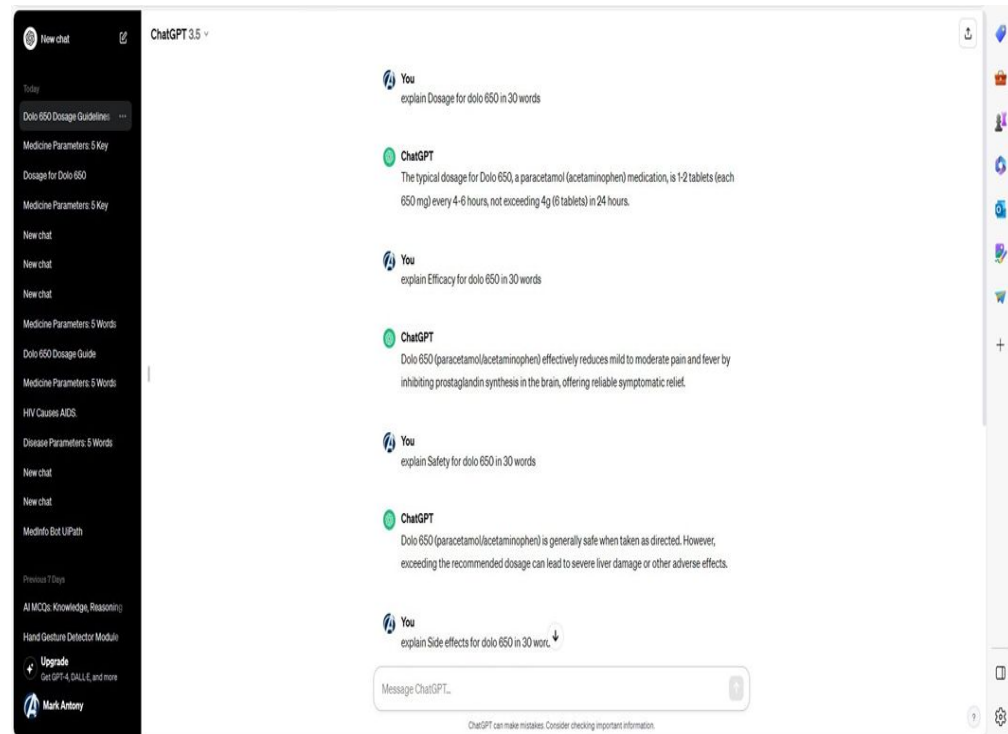 New chat
ChatGPT 3.5
Today
Dolo 650 Dosage Guidelines
Medicine Parameters: 5 Key
Dosage for Dolo 650
Medicine Parameters: 5 Key
New chat
New chat
New chat
Medicine Parameters: 5 Words
Dolo 650 Dosage Guide
Medicine Parameters: 5 Words
HIV Causes AIDS.
Disease Parameters: 5 Words
New chat
New chat
MedInfo Bot UiPath
Previous 7 Days
AI MCQs: Knowledge, Reasoning
Hand Gesture Detector Module
Upgrade
Get GPT-4, DALL·E, and more
Mark Antony
You
explain Dosage for dolo 650 in 30 words
ChatGPT
The typical dosage for Dolo 650, a paracetamol (acetaminophen) medication, is 1-2 tablets (each
650 mg) every 4-6 hours, not exceeding 4g (6 tablets) in 24 hours.
You
explain Efficacy for dolo 650 in 30 words
ChatGPT
Dolo 650 (paracetamol/acetaminophen) effectively reduces mild to moderate pain and fever by
inhibiting prostaglandin synthesis in the brain, offering reliable symptomatic relief.
You
explain Safety for dolo 650 in 30 words
ChatGPT
Dolo 650 (paracetamol/acetaminophen) is generally safe when taken as directed. However,
exceeding the recommended dosage can lead to severe liver damage or other adverse effects.
You
explain Side effects for dolo 650 in 30
Message ChatGPT...
ChatGPT can make mistakes. Consider checking important information.
?